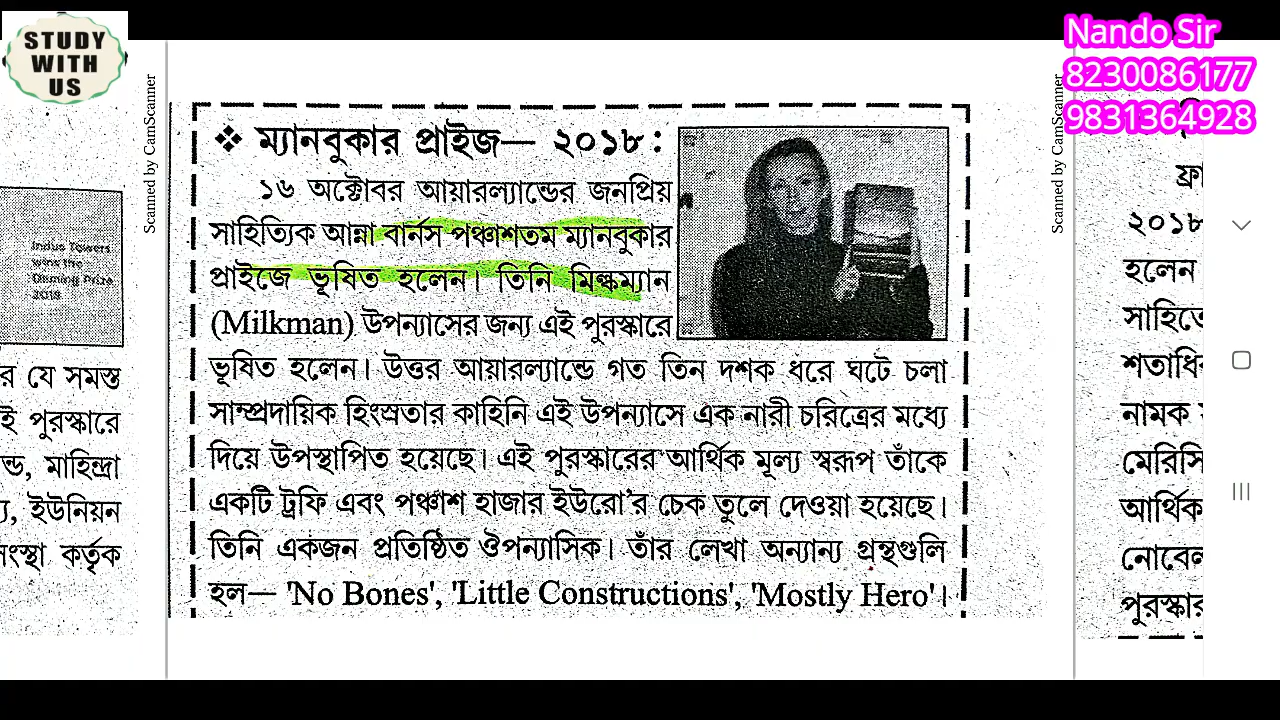 STUDY
WITH
US
Nando Sir
8230086177
9831364928
Scanned by CamScanner
Scanned by CamScanner
Indus Towers
wins the
Deming Prize
2018
র যে সমস্ত
ই পুরস্কারে
ন্ড, মাহিন্দ্রা
্য, ইউনিয়ন
সংস্থা কর্তৃক
❖ ম্যানবুকার প্রাইজ— ২০১৮ :
১৬ অক্টোবর আয়ারল্যান্ডের জনপ্রিয়
সাহিত্যিক আন্না বার্নস পঞ্চাশতম ম্যানবুকার
প্রাইজে ভূষিত হলেন। তিনি মিল্কম্যান
(Milkman) উপন্যাসের জন্য এই পুরস্কারে
ভূষিত হলেন। উত্তর আয়ারল্যান্ডে গত তিন দশক ধরে ঘটে চলা
সাম্প্রদায়িক হিংস্রতার কাহিনি এই উপন্যাসে এক নারী চরিত্রের মধ্যে
দিয়ে উপস্থাপিত হয়েছে। এই পুরস্কারের আর্থিক মূল্য স্বরূপ তাঁকে
একটি ট্রফি এবং পঞ্চাশ হাজার ইউরো'র চেক তুলে দেওয়া হয়েছে।
তিনি একজন প্রতিষ্ঠিত ঔপন্যাসিক। তাঁর লেখা অন্যান্য গ্রন্থগুলি
হল— 'No Bones', 'Little Constructions', 'Mostly Hero'।
ফ্রা
২০১৮
হলেন
সাহিতে
শতাধি
নামক
মেরিসি
আর্থিক
নোবেল
পুরস্কার